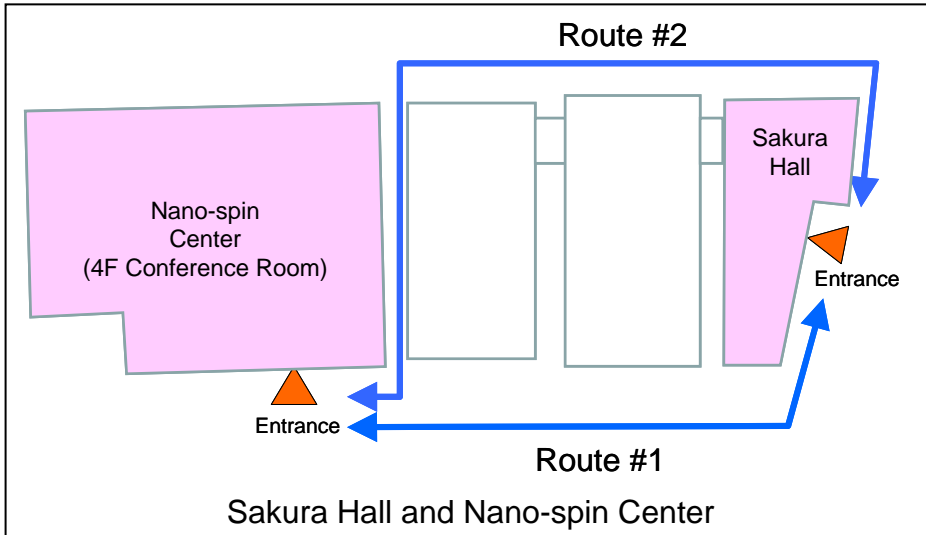 Route #2
Sakura
Hall
Nano-spin
Center
(4F Conference Room)
Entrance
Entrance
Route #1
Sakura Hall and Nano-spin Center